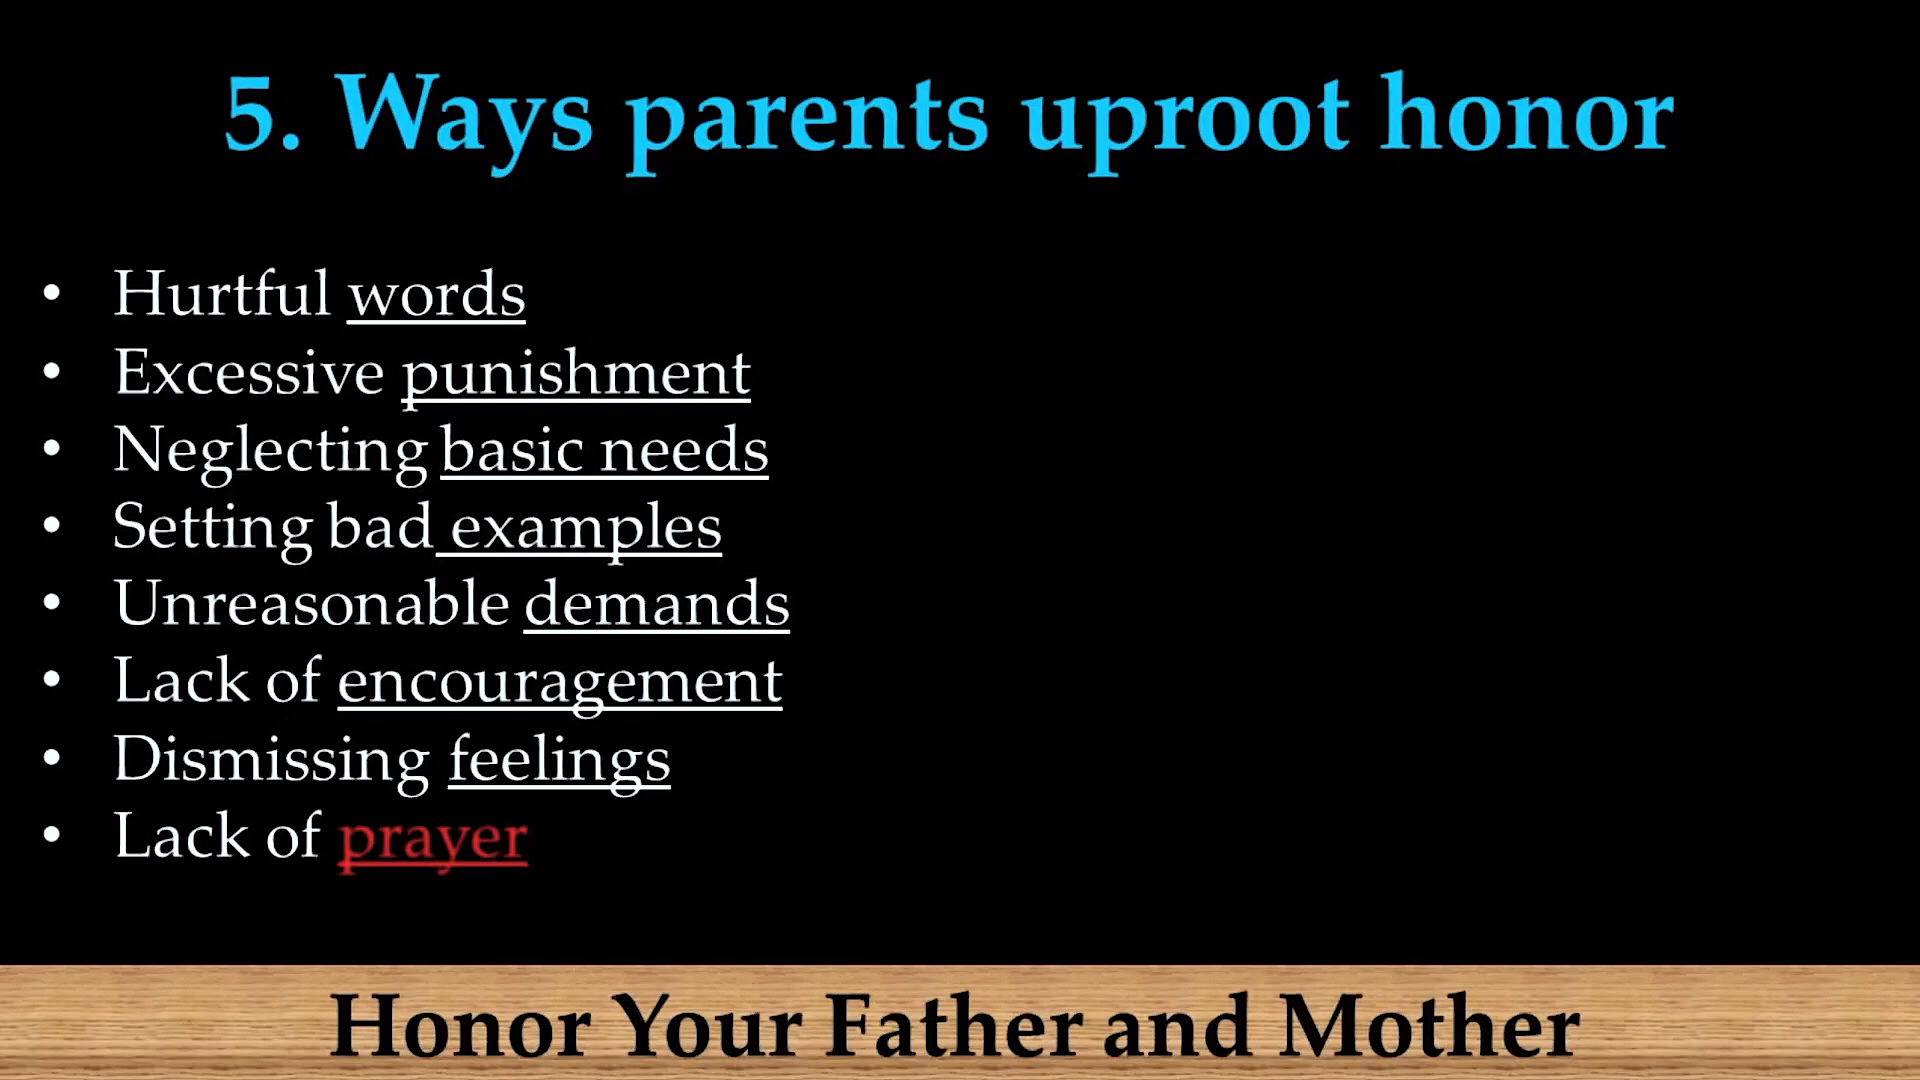 5. Ways parents uproot honor
• Hurtful words
• Excessive punishment
• Neglecting basic needs
• Setting bad examples
• Unreasonable demands
• Lack of encouragement
• Dismissing feelings
• Lack of prayer
Honor Your Father and Mother